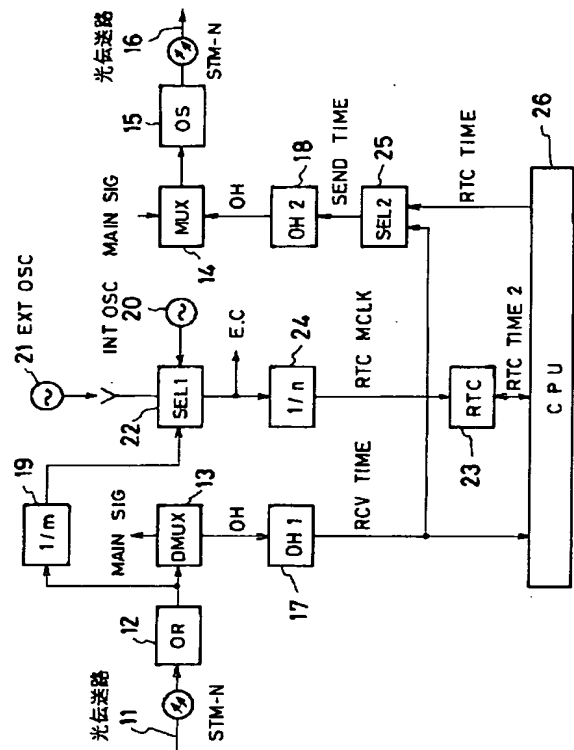 光伝送路
11
STM-N
OR
12
1/m
19
MAIN SIG
DMUX
13
OH
OH 1
17
RCV TIME
21 EXT OSC
INT OSC
20
SEL1
22
E.C
1/n
24
RTC MCLK
RTC
23
RTC TIME 2
CPU
26
光伝送路
16
STM-N
OS
15
MAIN SIG
MUX
14
OH
OH 2
18
SEND TIME
SEL2
25
RTC TIME